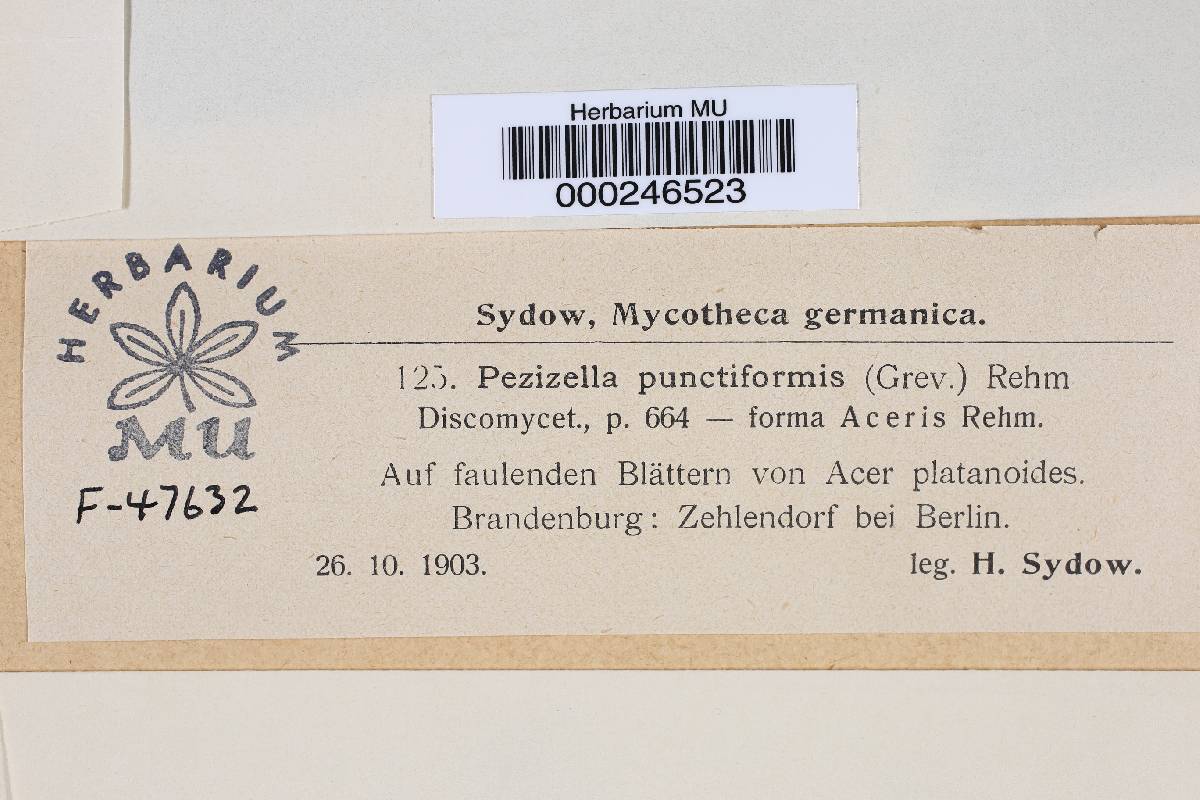 Herbarium MU
000246523
HERBARIUM
MU
F-47632
Sydow, Mycotheca germanica.
125. Pezizella punctiformis (Grev.) Rehm
Discomycet., p. 664 — forma Aceris Rehm.
Auf faulenden Blättern von Acer platanoides.
Brandenburg: Zehlendorf bei Berlin.
26. 10. 1903. leg. H. Sydow.